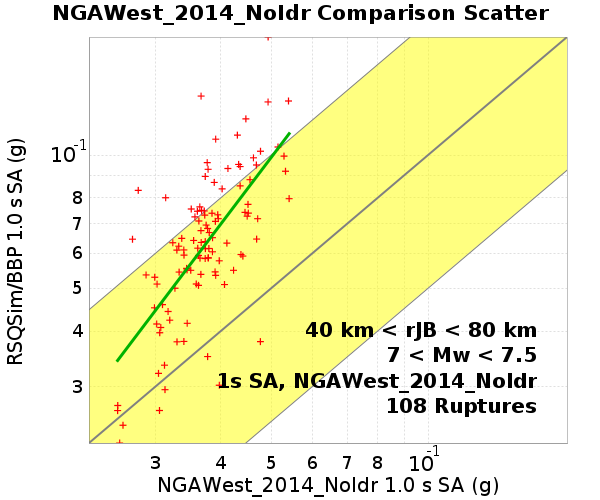 NGAWest_2014_NoIdr Comparison Scatter
RSQSim/BBP 1.0 s SA (g)
10-1
9
8
7
6
5
4
3
40 km < rJB < 80 km
7 < Mw < 7.5
1s SA, NGAWest_2014_NoIdr
108 Ruptures
3 4 5 6 7 8 10-1
NGAWest_2014_NoIdr 1.0 s SA (g)